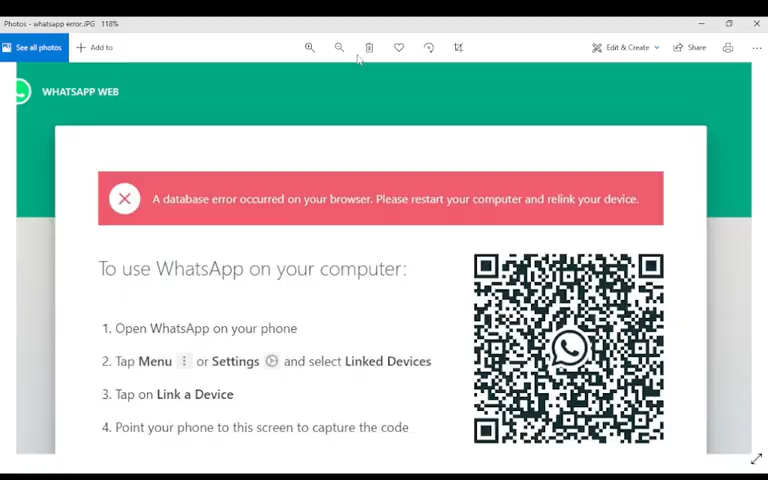 Photos - whatsapp error.JPG 118%
See all photos
Add to
Edit & Create
Share
WHATSAPP WEB
A database error occurred on your browser. Please restart your computer and relink your device.
To use WhatsApp on your computer:
1. Open WhatsApp on your phone
2. Tap Menu or Settings and select Linked Devices
3. Tap on Link a Device
4. Point your phone to this screen to capture the code